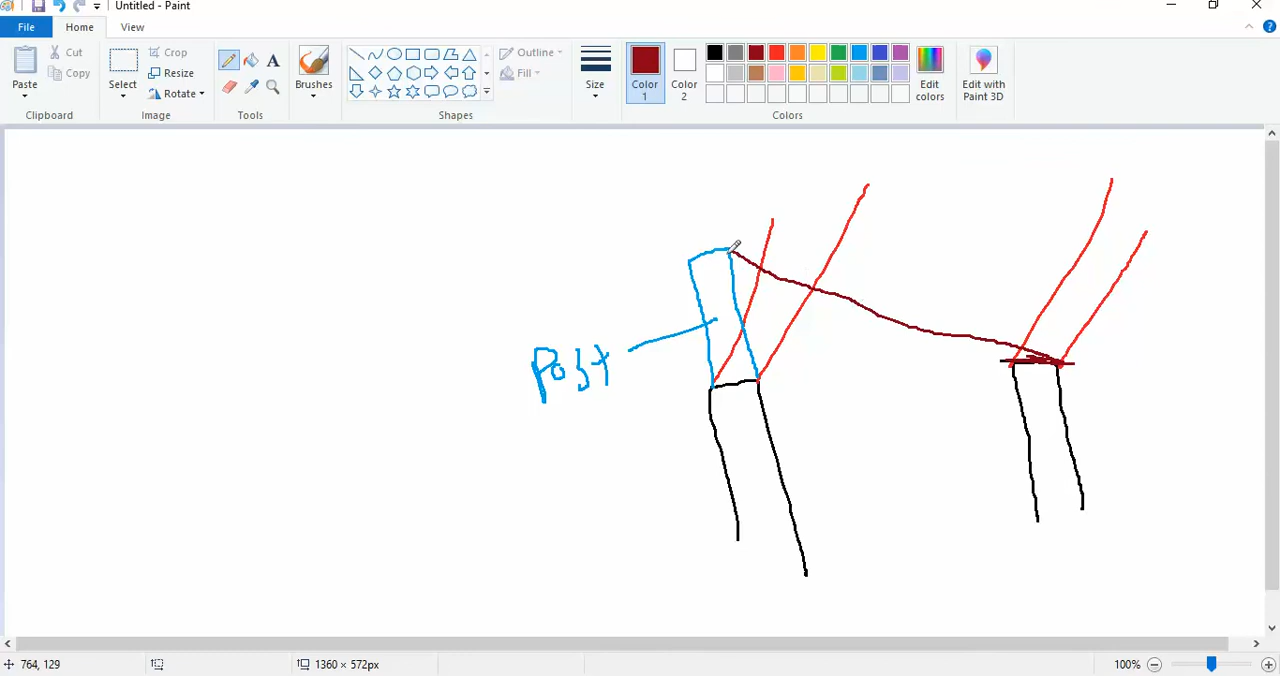 Untitled - Paint
File Home View
Paste
Cut
Copy
Clipboard
Select
Crop
Resize
Rotate
Image
A
Tools
Brushes
Outline
Fill
Shapes
Size
Color 1
Color 2
Edit colors
Colors
Edit with Paint 3D
Post
764, 129
1360 × 572px
100%